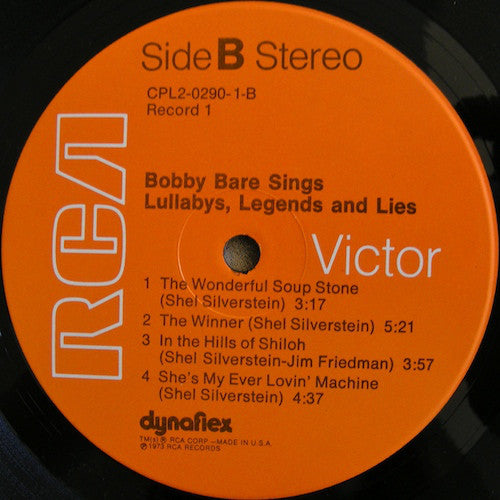 Side B Stereo
CPL2-0290-1-B
Record 1
RCA
Bobby Bare Sings
Lullabys, Legends and Lies
Victor
1 The Wonderful Soup Stone
(Shel Silverstein) 3:17
2 The Winner (Shel Silverstein) 5:21
3 In the Hills of Shiloh
(Shel Silverstein-Jim Friedman) 3:57
4 She's My Ever Lovin' Machine
(Shel Silverstein) 4:37
dynaflex
TM(s) ® RCA CORP.—MADE IN U.S.A.
℗ 1973 RCA RECORDS